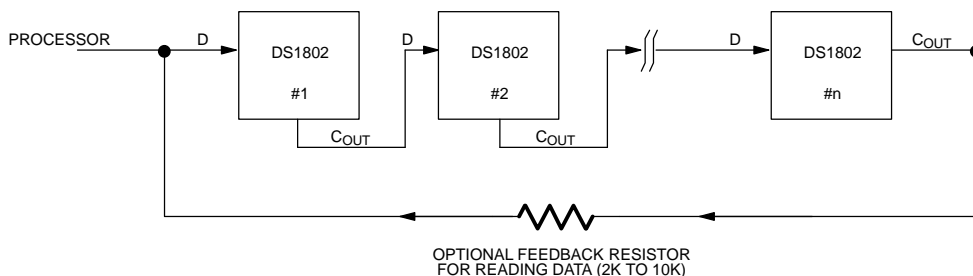 PROCESSOR
D
DS1802
#1
COUT
D
DS1802
#2
COUT
D
DS1802
#n
COUT
OPTIONAL FEEDBACK RESISTOR
FOR READING DATA (2K TO 10K)